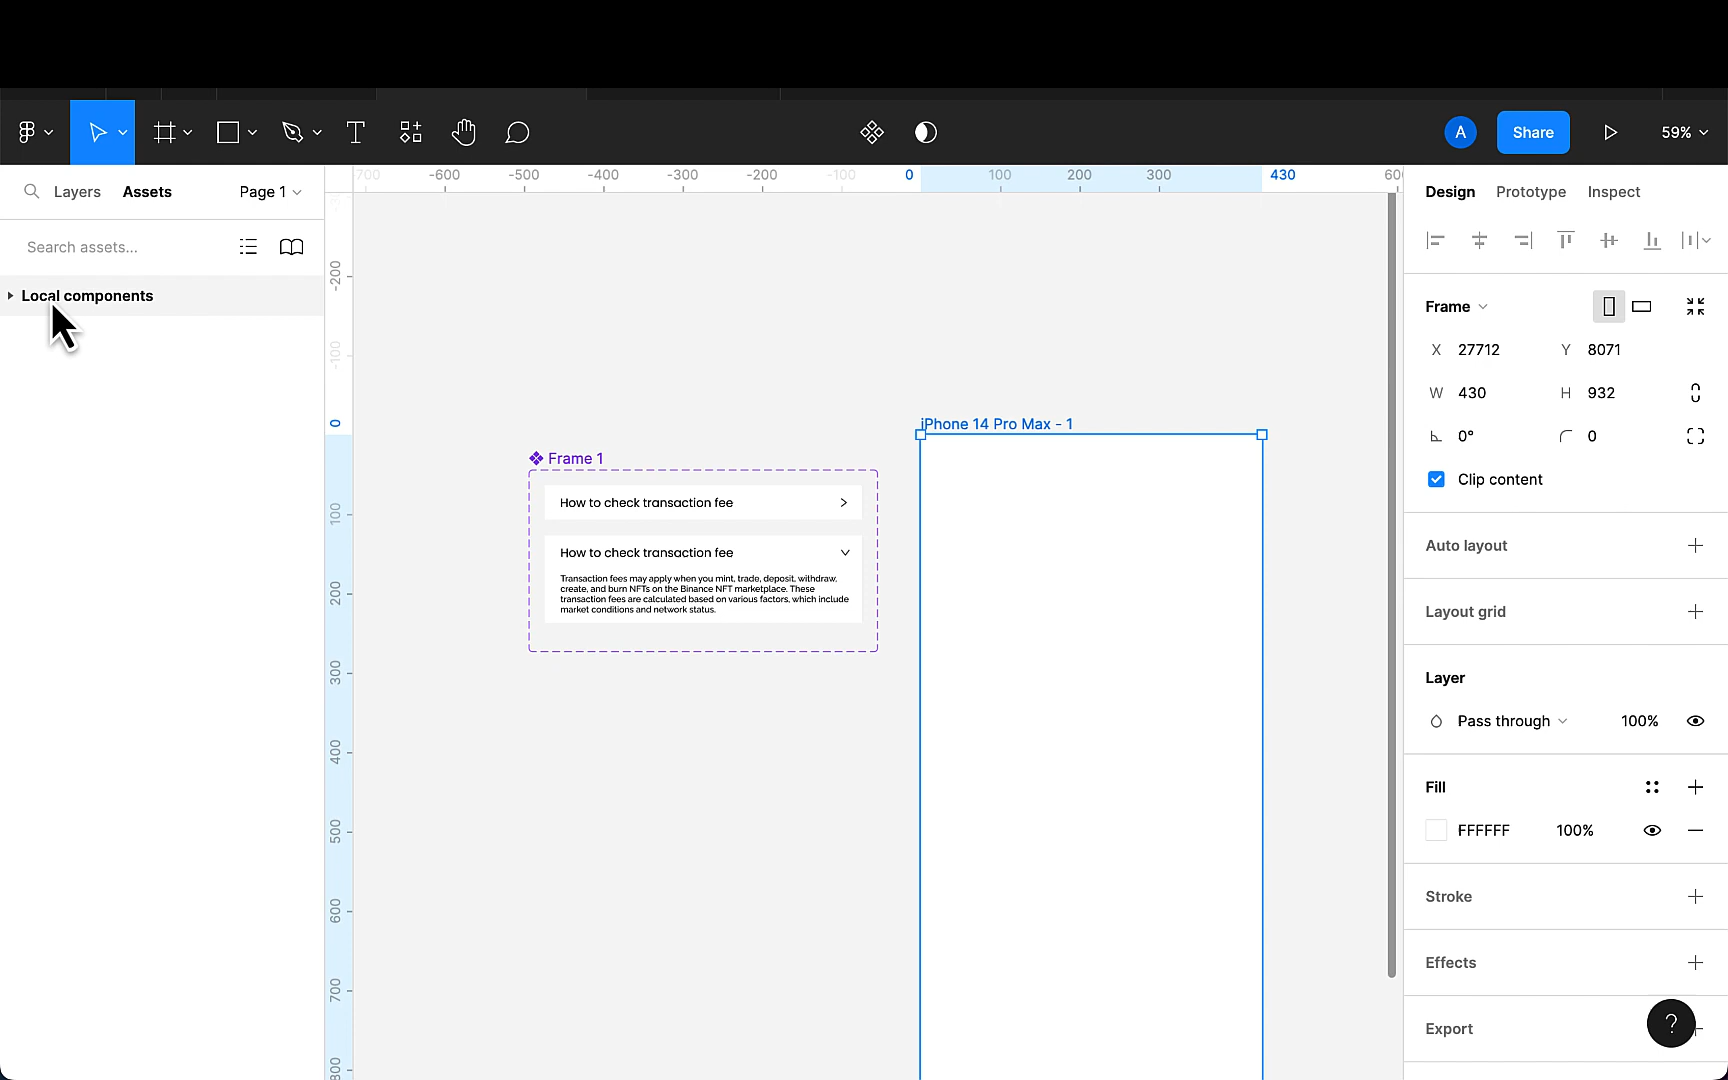 A
Share
59%
Layers
Assets
Page 1
Search assets...
Local components
-700 -600 -500 -400 -300 -200 -100 0 100 200 300 430
-200
-100
0
100
200
300
400
500
600
700
800
Frame 1
How to check transaction fee
How to check transaction fee
Transaction fees may apply when you mint, trade, deposit, withdraw,
create, and burn NFTs on the Binance NFT marketplace. These
transaction fees are calculated based on various factors, which include
market conditions and network status.
iPhone 14 Pro Max - 1
Design
Prototype
Inspect
Frame
X 27712
Y 8071
W 430
H 932
0°
0
Clip content
Auto layout
Layout grid
Layer
Pass through
100%
Fill
FFFFFF
100%
Stroke
Effects
Export
?